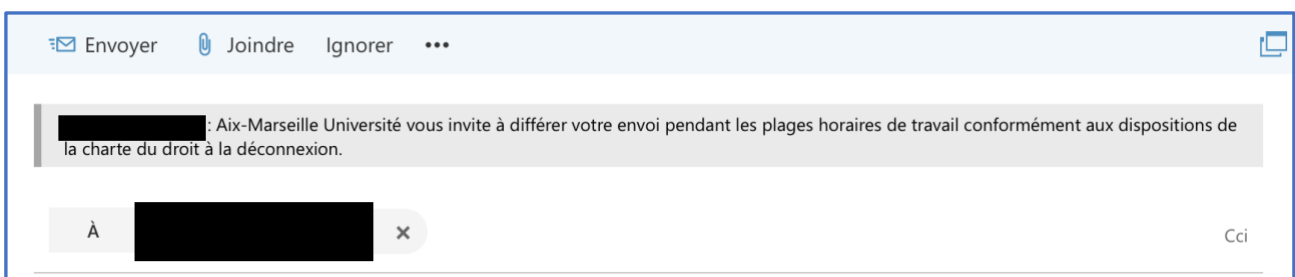 Envoyer Joindre Ignorer •••
: Aix-Marseille Université vous invite à différer votre envoi pendant les plages horaires de travail conformément aux dispositions de
la charte du droit à la déconnexion.
À
Cci